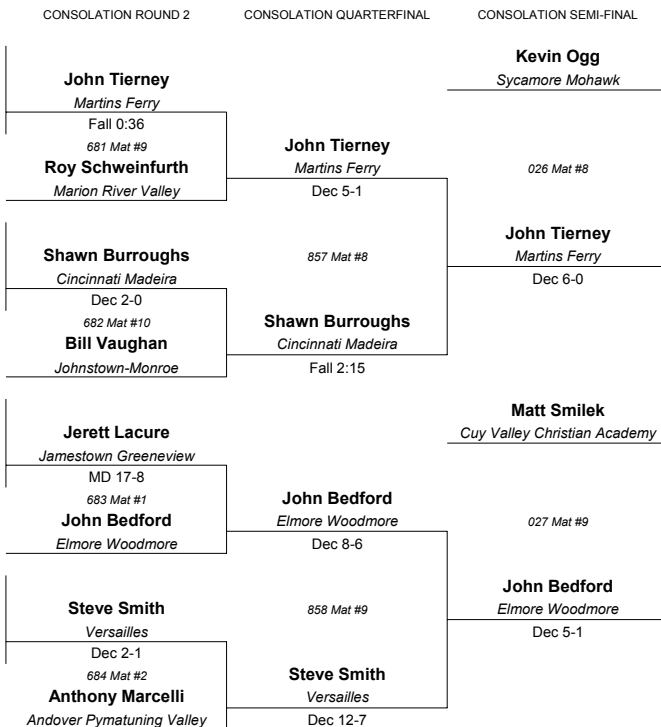 CONSOLATION ROUND 2
CONSOLATION QUARTERFINAL
CONSOLATION SEMI-FINAL
John Tierney
Martins Ferry
Fall 0:36
681 Mat #9
Roy Schweinfurth
Marion River Valley
Shawn Burroughs
Cincinnati Madeira
Dec 2-0
682 Mat #10
Bill Vaughan
Johnstown-Monroe
Jerett Lacure
Jamestown Greeneview
MD 17-8
683 Mat #1
John Bedford
Elmore Woodmore
Steve Smith
Versailles
Dec 2-1
684 Mat #2
Anthony Marcelli
Andover Pymatuning Valley
John Tierney
Martins Ferry
Dec 5-1
857 Mat #8
Shawn Burroughs
Cincinnati Madeira
Fall 2:15
John Bedford
Elmore Woodmore
Dec 8-6
858 Mat #9
Steve Smith
Versailles
Dec 12-7
Kevin Ogg
Sycamore Mohawk
026 Mat #8
John Tierney
Martins Ferry
Dec 6-0
Matt Smilek
Cuy Valley Christian Academy
027 Mat #9
John Bedford
Elmore Woodmore
Dec 5-1